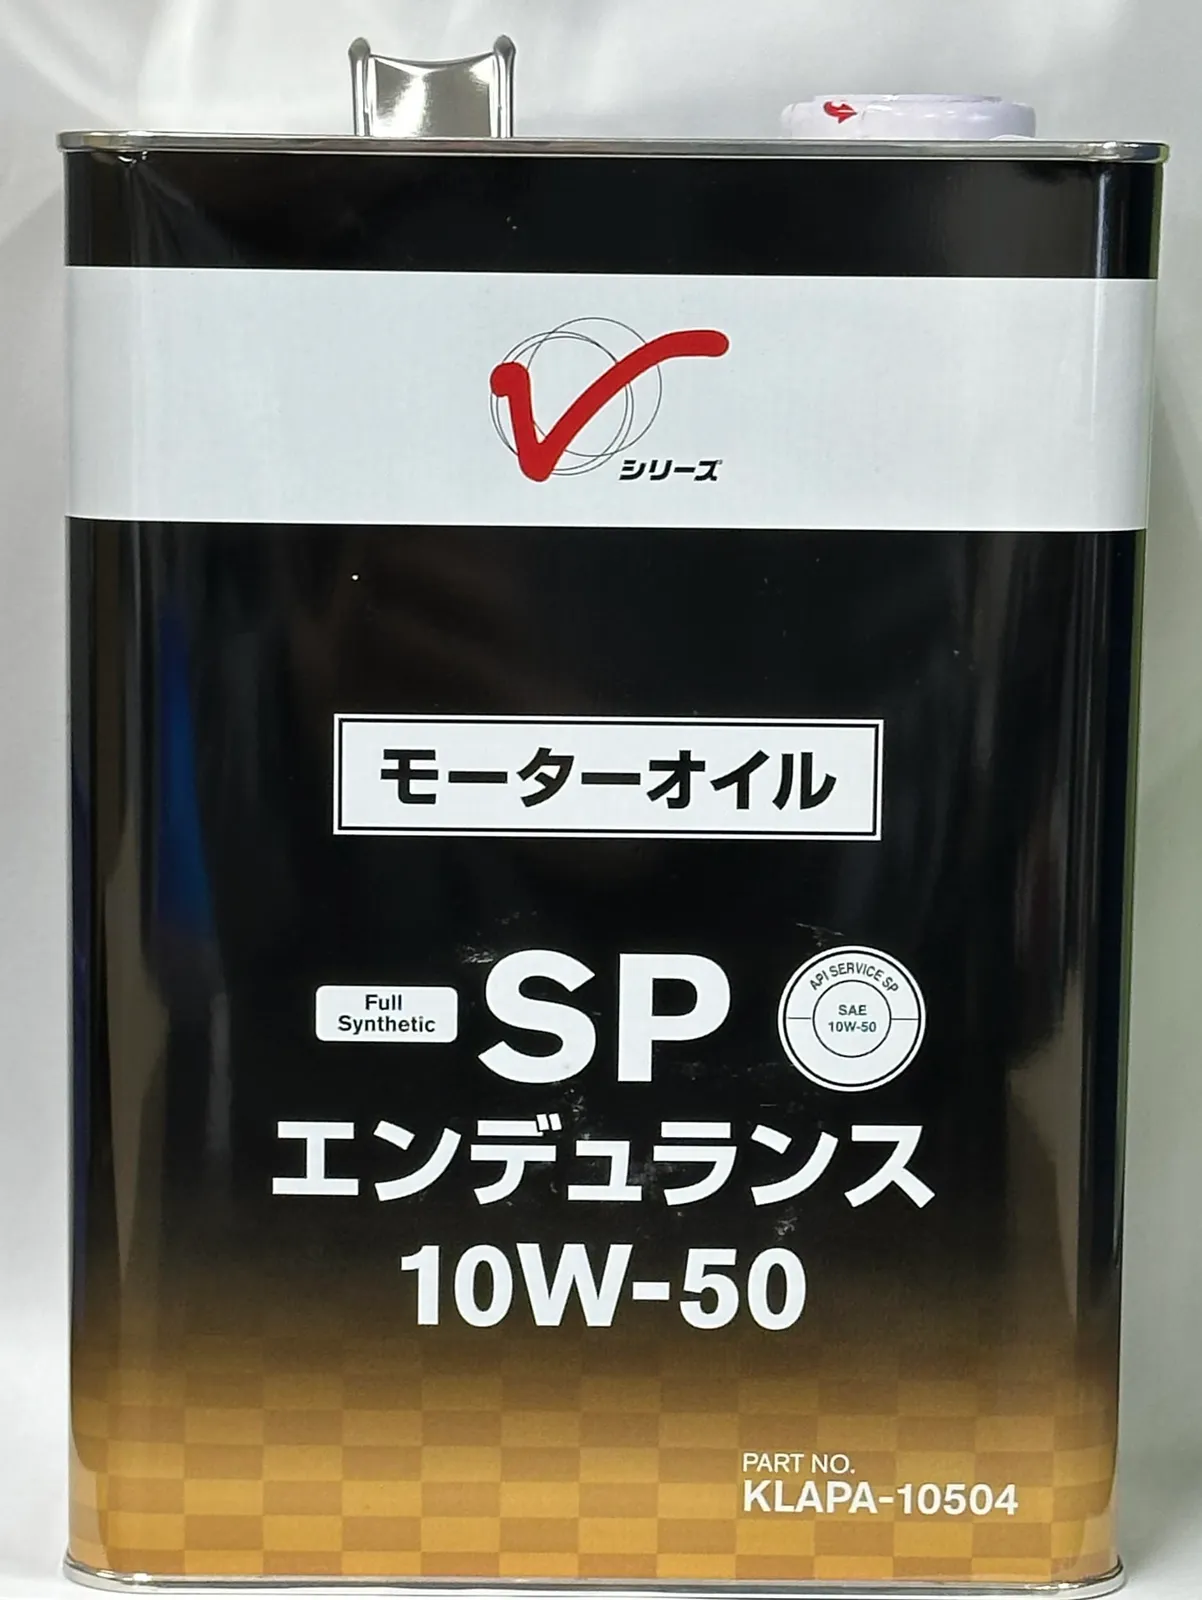 V
シリーズ
モーターオイル
Full
Synthetic
SP
API SERVICE SP
SAE
10W-50
エンデュランス
10W-50
PART NO.
KLAPA-10504